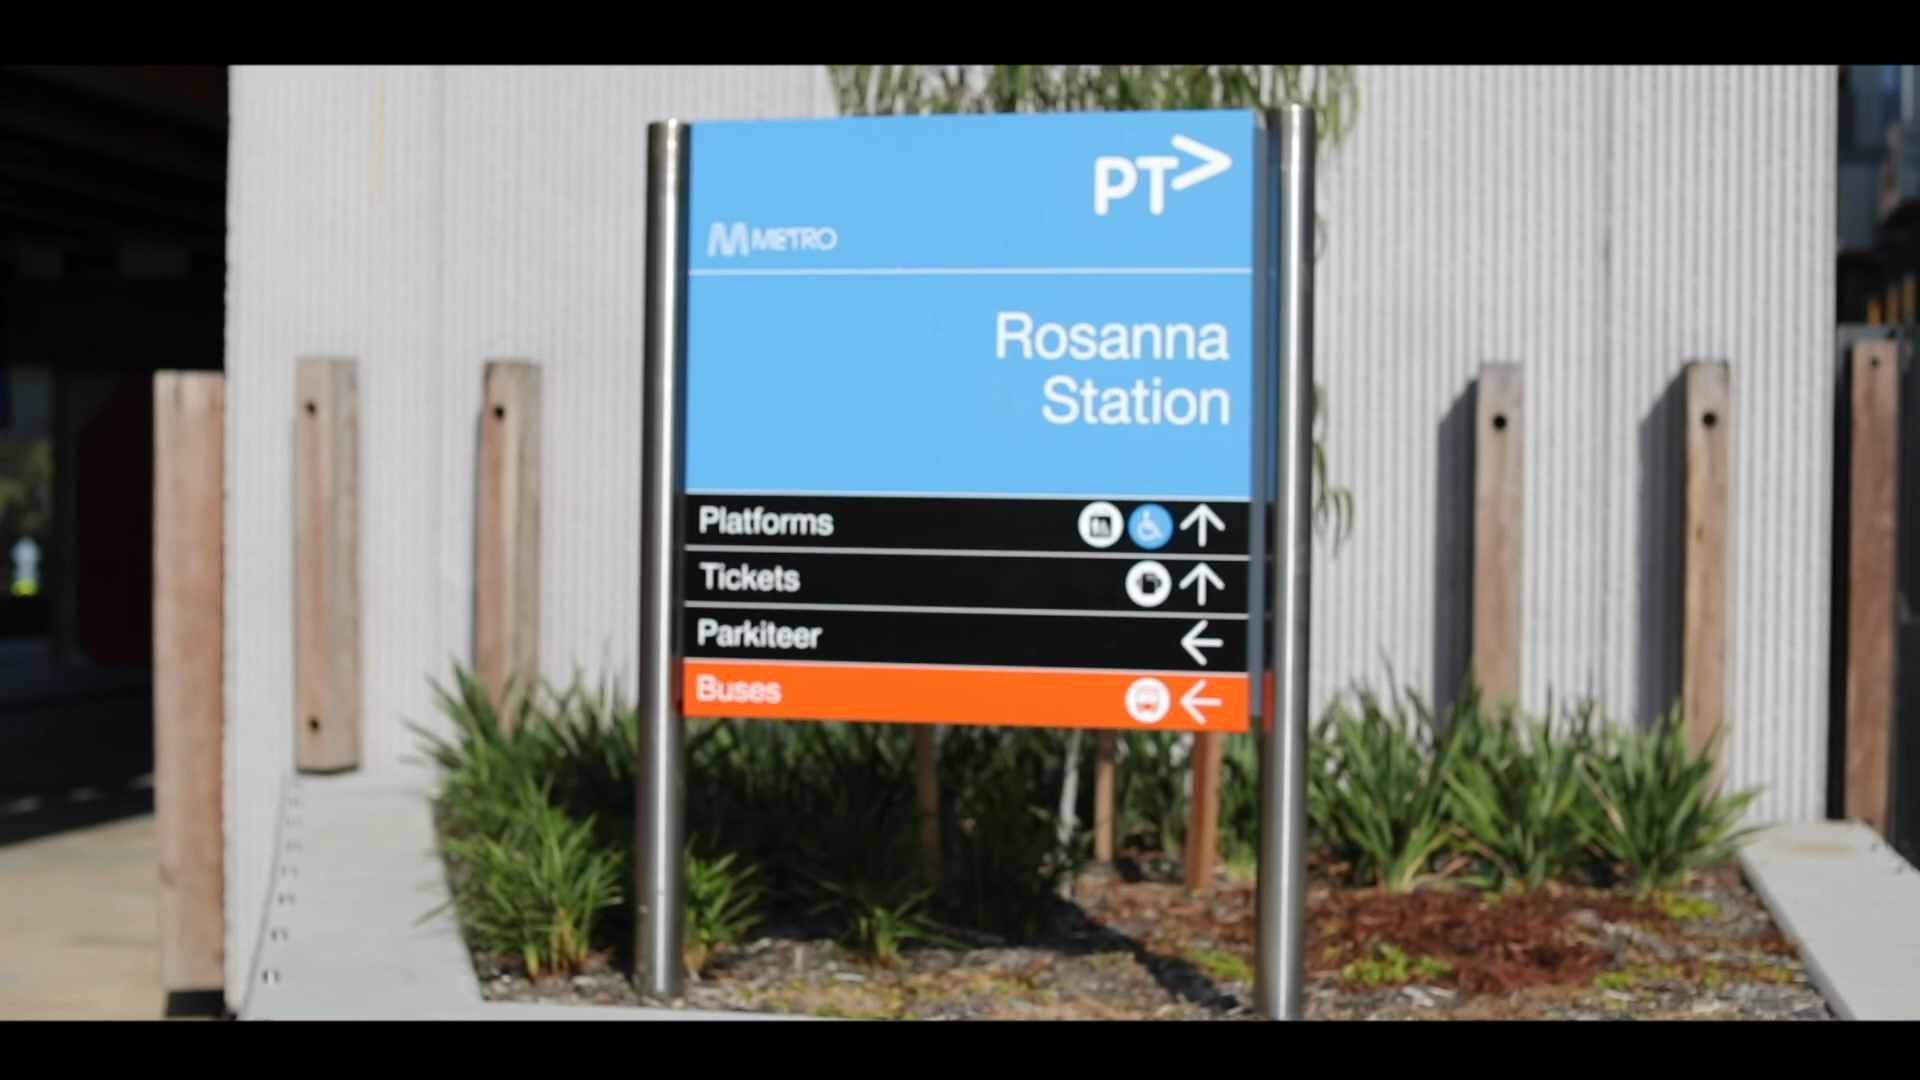 PT>
METRO
Rosanna
Station
Platforms
Tickets
Parkiteer
Buses